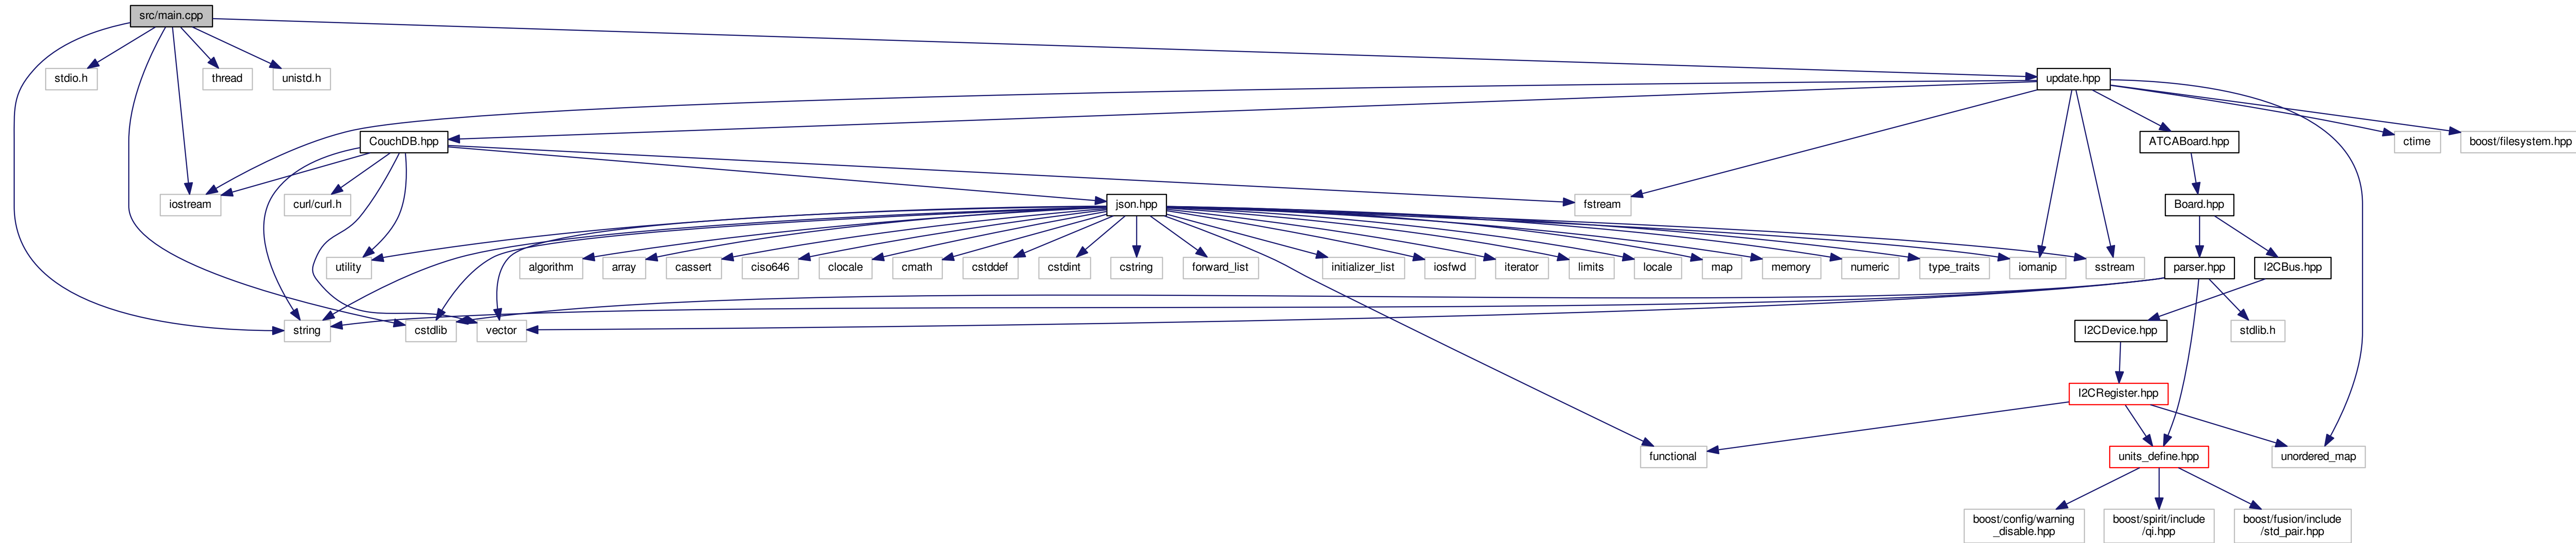 src/main.cpp
stdio.h
thread
unistd.h
update.hpp
CouchDB.hpp
ATCABoard.hpp
ctime
boost/filesystem.hpp
iostream
curl/curl.h
json.hpp
fstream
Board.hpp
utility
algorithm
array
cassert
ciso646
clocale
cmath
cstddef
cstdint
cstring
forward_list
initializer_list
iosfwd
iterator
limits
locale
map
memory
numeric
type_traits
iomanip
sstream
parser.hpp
I2CBus.hpp
string
cstdlib
vector
I2CDevice.hpp
stdlib.h
I2CRegister.hpp
functional
units_define.hpp
unordered_map
boost/config/warning
_disable.hpp
boost/spirit/include
/qi.hpp
boost/fusion/include
/std_pair.hpp